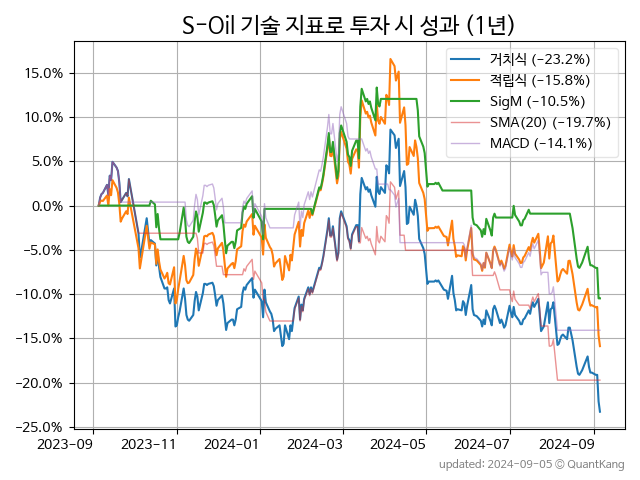 S-Oil 기술 지표로 투자 시 성과 (1년)
거치식 (−23.2%)
적립식 (−15.8%)
SigM (−10.5%)
SMA(20) (−19.7%)
MACD (−14.1%)
15.0%
10.0%
5.0%
0.0%
−5.0%
−10.0%
−15.0%
−20.0%
−25.0%
2023-09 2023-11 2024-01 2024-03 2024-05 2024-07 2024-09
updated: 2024-09-05 © QuantKang